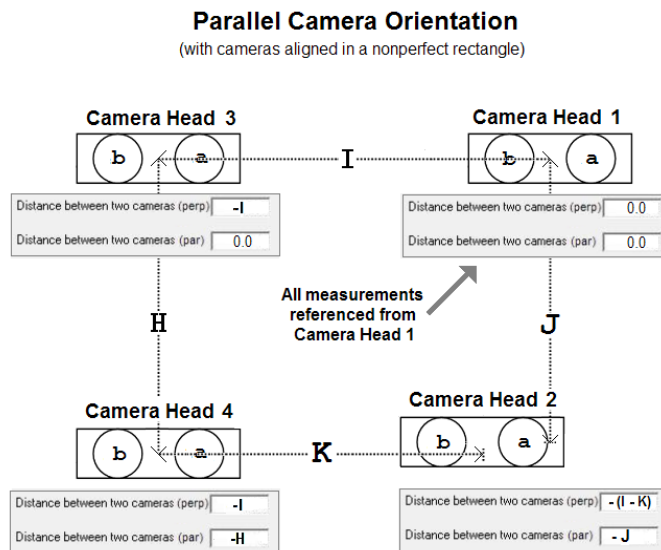 Parallel Camera Orientation
(with cameras aligned in a nonperfect rectangle)
Camera Head 3
b a
Distance between two cameras (perp) -I
Distance between two cameras (par) 0.0
I
Camera Head 1
b a
Distance between two cameras (perp) 0.0
Distance between two cameras (par) 0.0
All measurements
referenced from
Camera Head 1
H
J
Camera Head 4
b a
Distance between two cameras (perp) -I
Distance between two cameras (par) -H
K
Camera Head 2
b a
Distance between two cameras (perp) - (I - K)
Distance between two cameras (par) - J